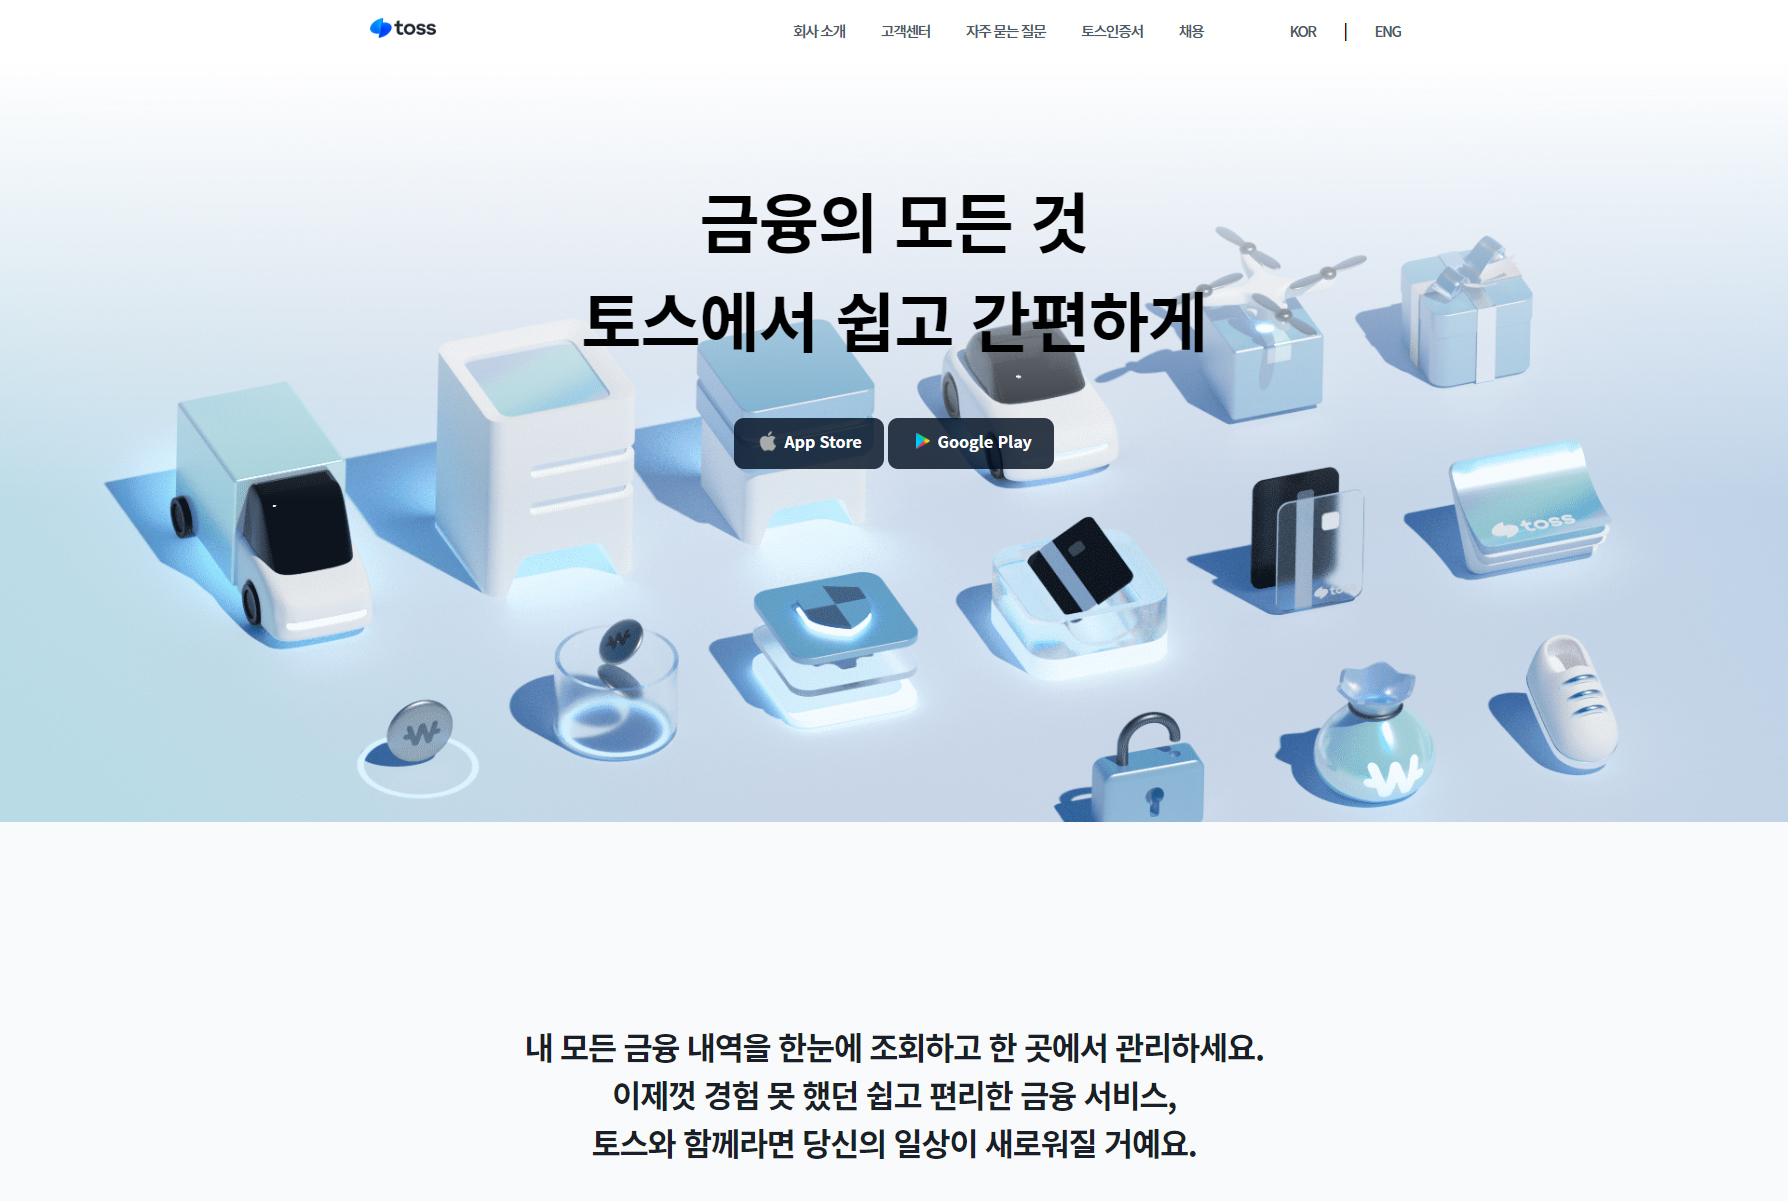 toss
회사 소개 고객센터 자주 묻는 질문 토스인증서 채용 KOR | ENG
금융의 모든 것
토스에서 쉽고 간편하게
App Store Google Play
toss
toss
W
W
W
내 모든 금융 내역을 한눈에 조회하고 한 곳에서 관리하세요.
이제껏 경험 못 했던 쉽고 편리한 금융 서비스,
토스와 함께라면 당신의 일상이 새로워질 거예요.